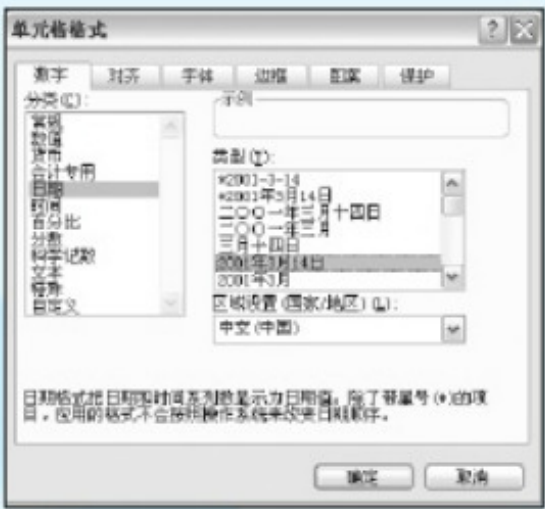 单元格格式
数字 对齐 字体 边框 图案 保护
分类(C):
常规
数值
货币
会计专用
日期
时间
百分比
分数
科学记数
文本
特殊
自定义
示例
类型(T):
*2001-3-14
*2001年3月14日
二〇〇一年三月十四日
二〇〇一年三月
三月十四日
2001年3月14日
2001年3月
区域设置(国家/地区)(L):
中文(中国)
日期格式把日期和时间系列数显示为日期值。除了带星号(*)的项
目，应用的格式不会按照操作系统来改变日期顺序。
确定 取消